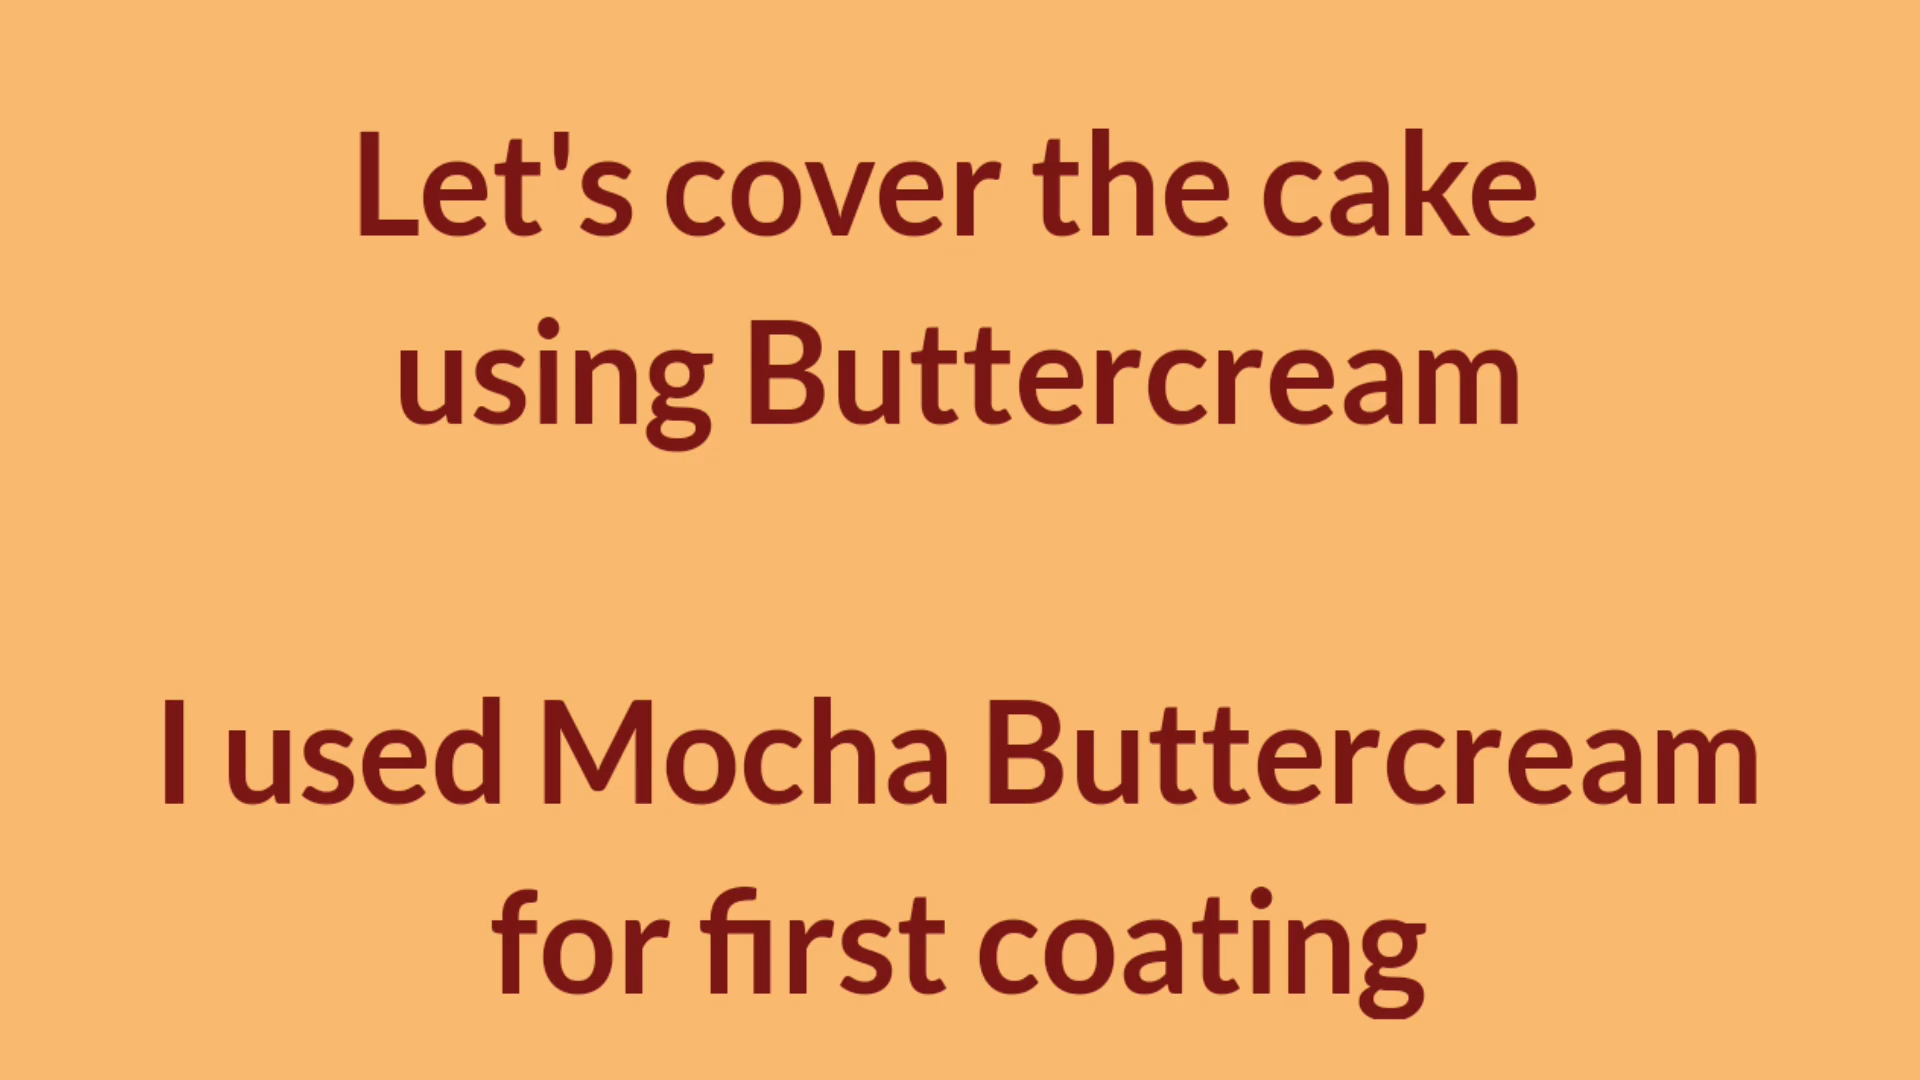 Let's cover the cake
using Buttercream
I used Mocha Buttercream
for first coating